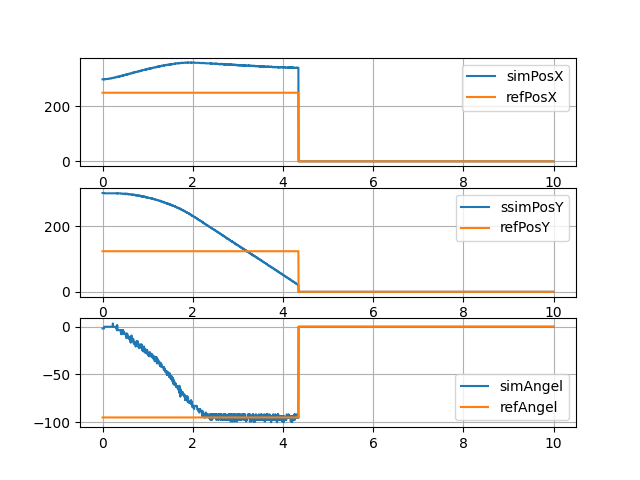 simPosX
refPosX
200
0
0 2 4 6 8 10
ssimPosY
refPosY
200
0
0 2 4 6 8 10
0
−50
−100
simAngel
refAngel
0 2 4 6 8 10